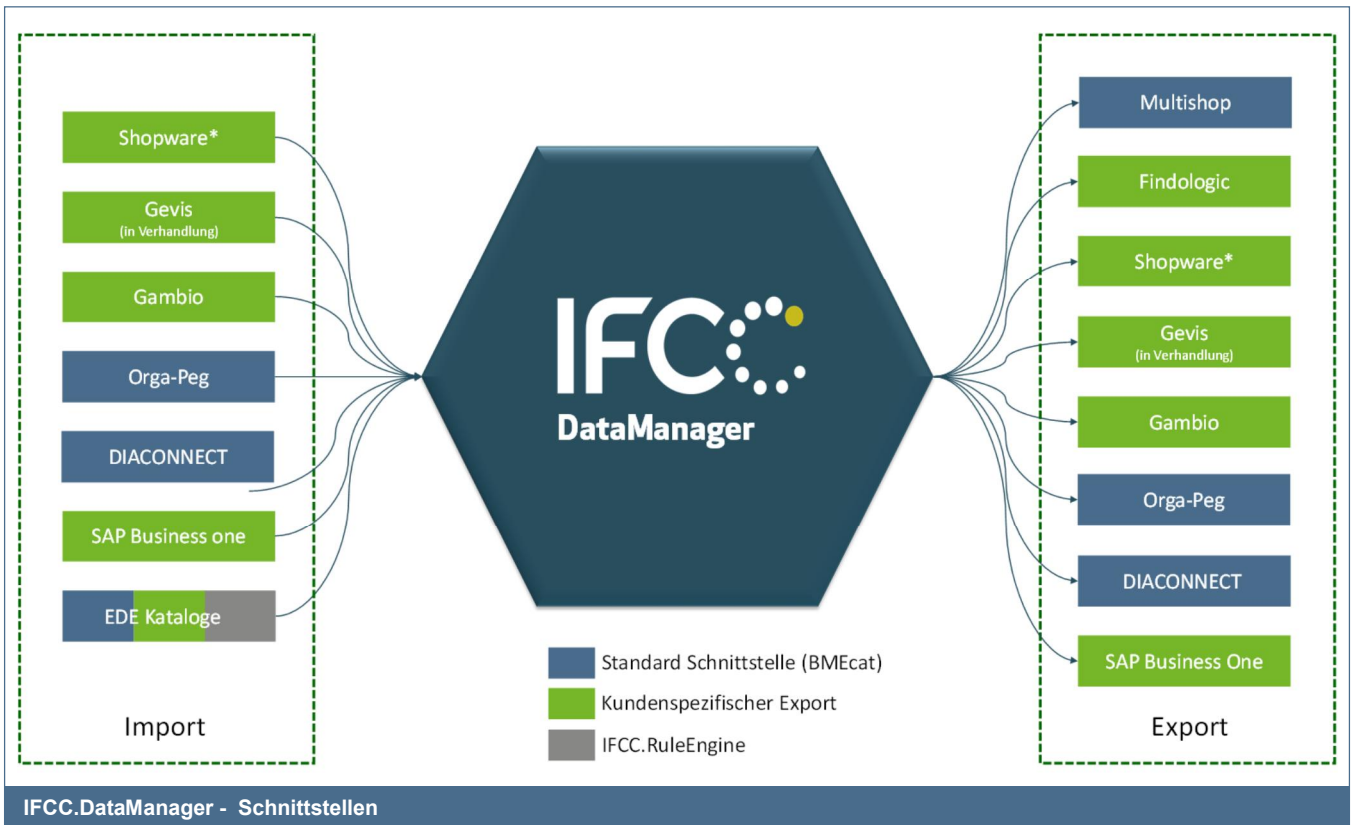 Shopware*
Gevis
(in Verhandlung)
Gambio
Orga-Peg
DIACONNECT
SAP Business one
EDE Kataloge
Import
IFCC
DataManager
Standard Schnittstelle (BMEcat)
Kundenspezifischer Export
IFCC.RuleEngine
Multishop
Findologic
Shopware*
Gevis
(in Verhandlung)
Gambio
Orga-Peg
DIACONNECT
SAP Business One
Export
IFCC.DataManager - Schnittstellen